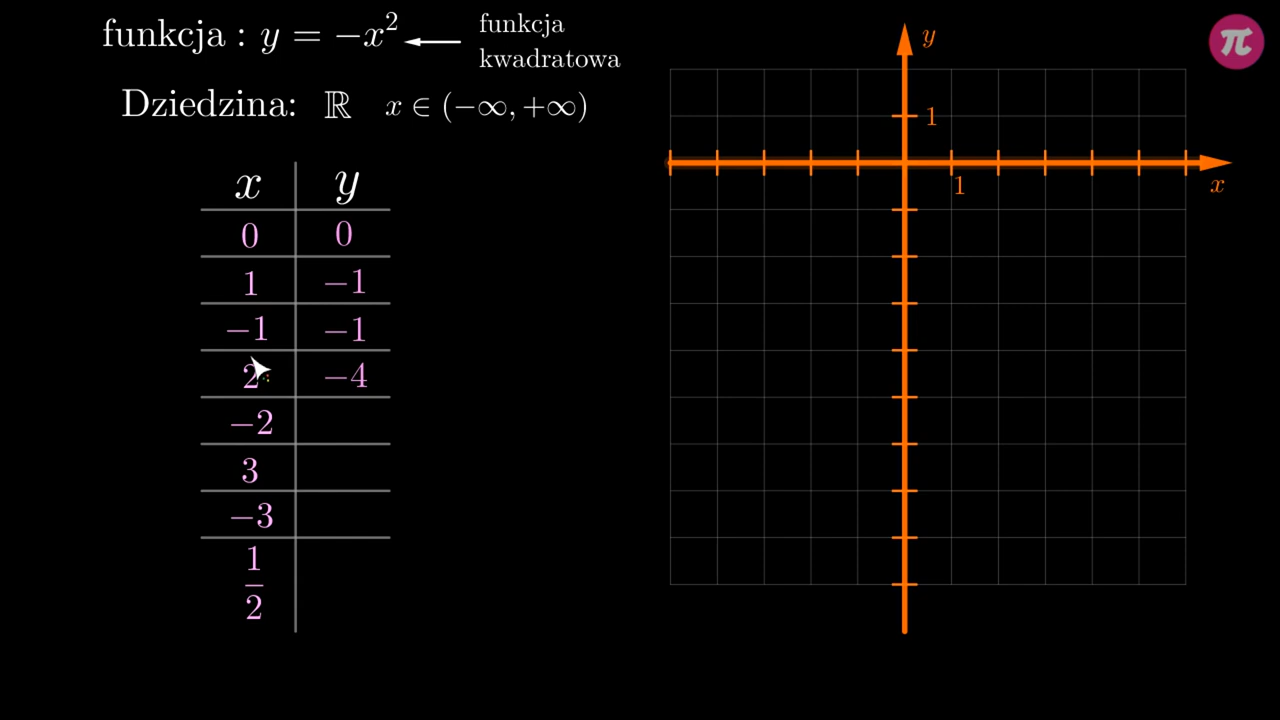 funkcja : y = −x²
funkcja
kwadratowa
Dziedzina: ℝ x ∈ (−∞, +∞)
x y
0 0
1 −1
−1 −1
2 −4
−2
3
−3
1
2
y
1
1
x
π